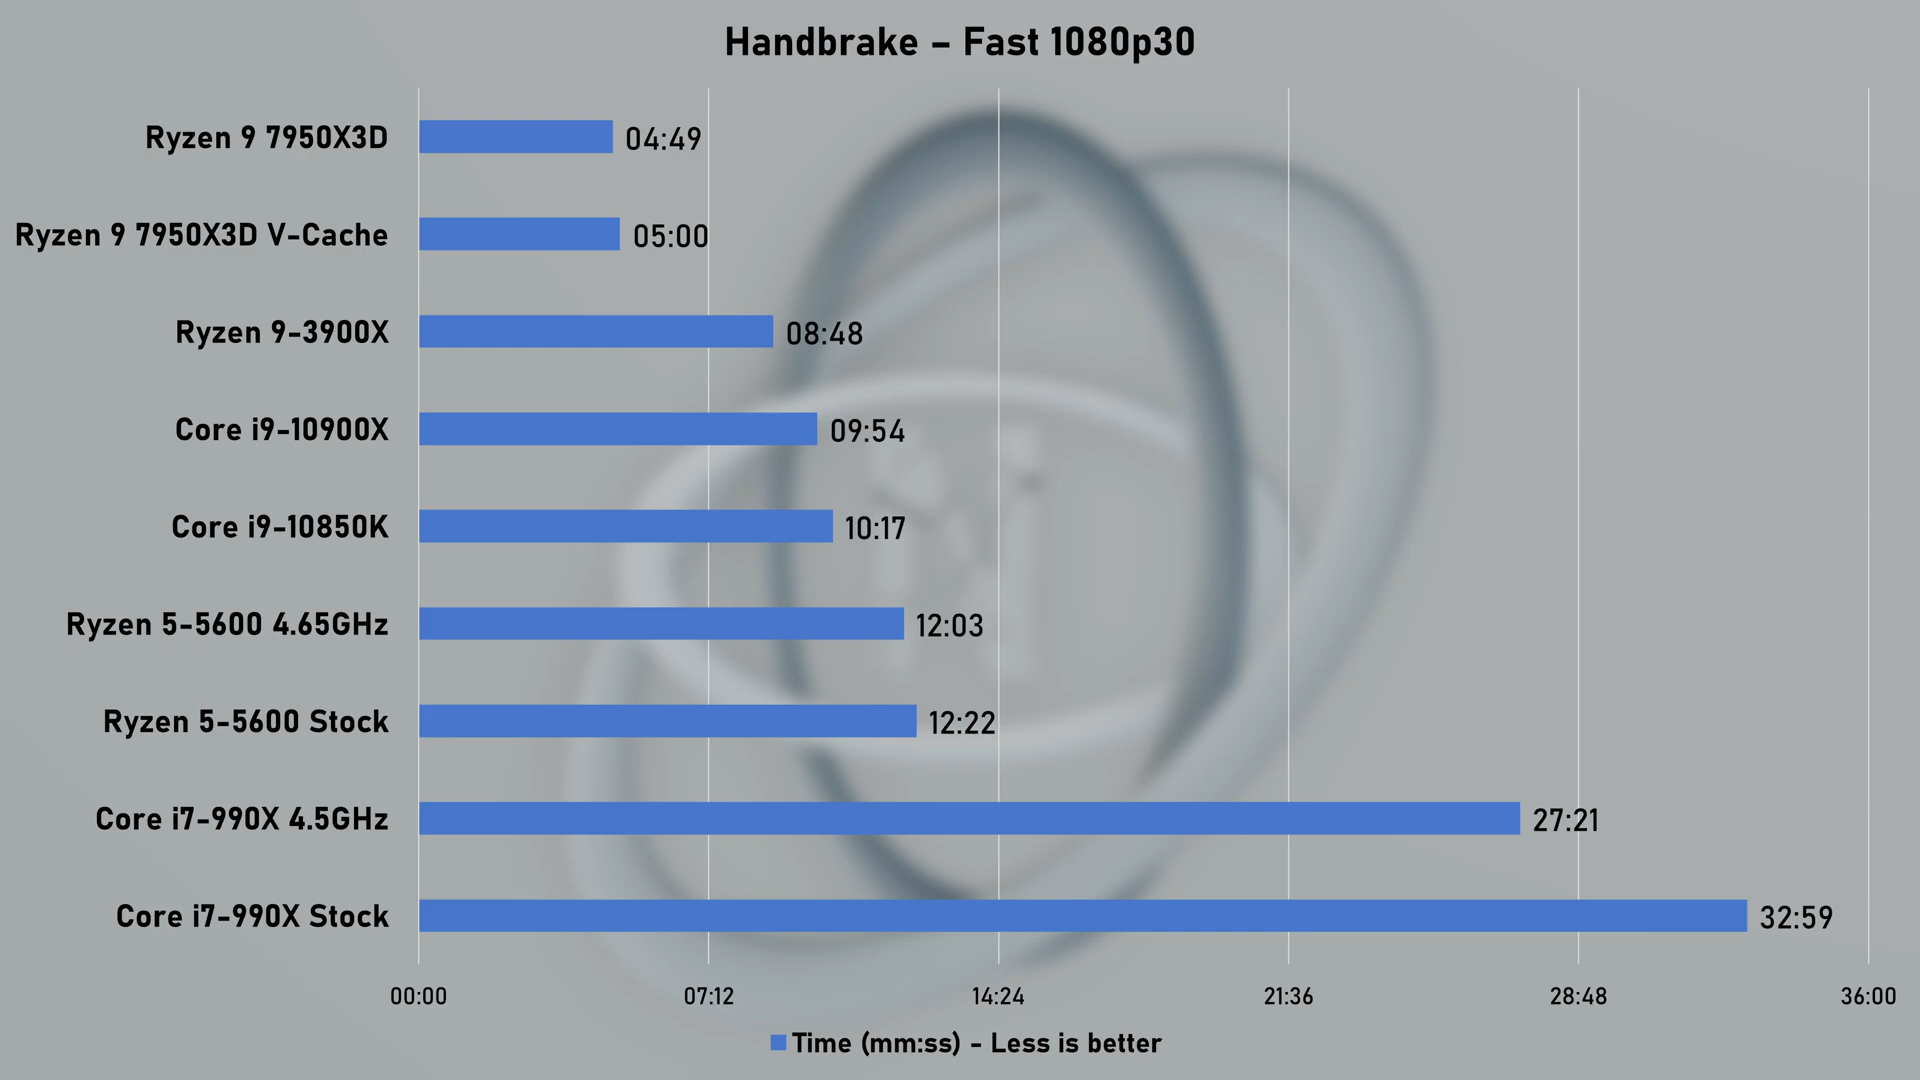 Handbrake – Fast 1080p30
Ryzen 9 7950X3D 04:49
Ryzen 9 7950X3D V-Cache 05:00
Ryzen 9-3900X 08:48
Core i9-10900X 09:54
Core i9-10850K 10:17
Ryzen 5-5600 4.65GHz 12:03
Ryzen 5-5600 Stock 12:22
Core i7-990X 4.5GHz 27:21
Core i7-990X Stock 32:59
00:00 07:12 14:24 21:36 28:48 36:00
Time (mm:ss) - Less is better